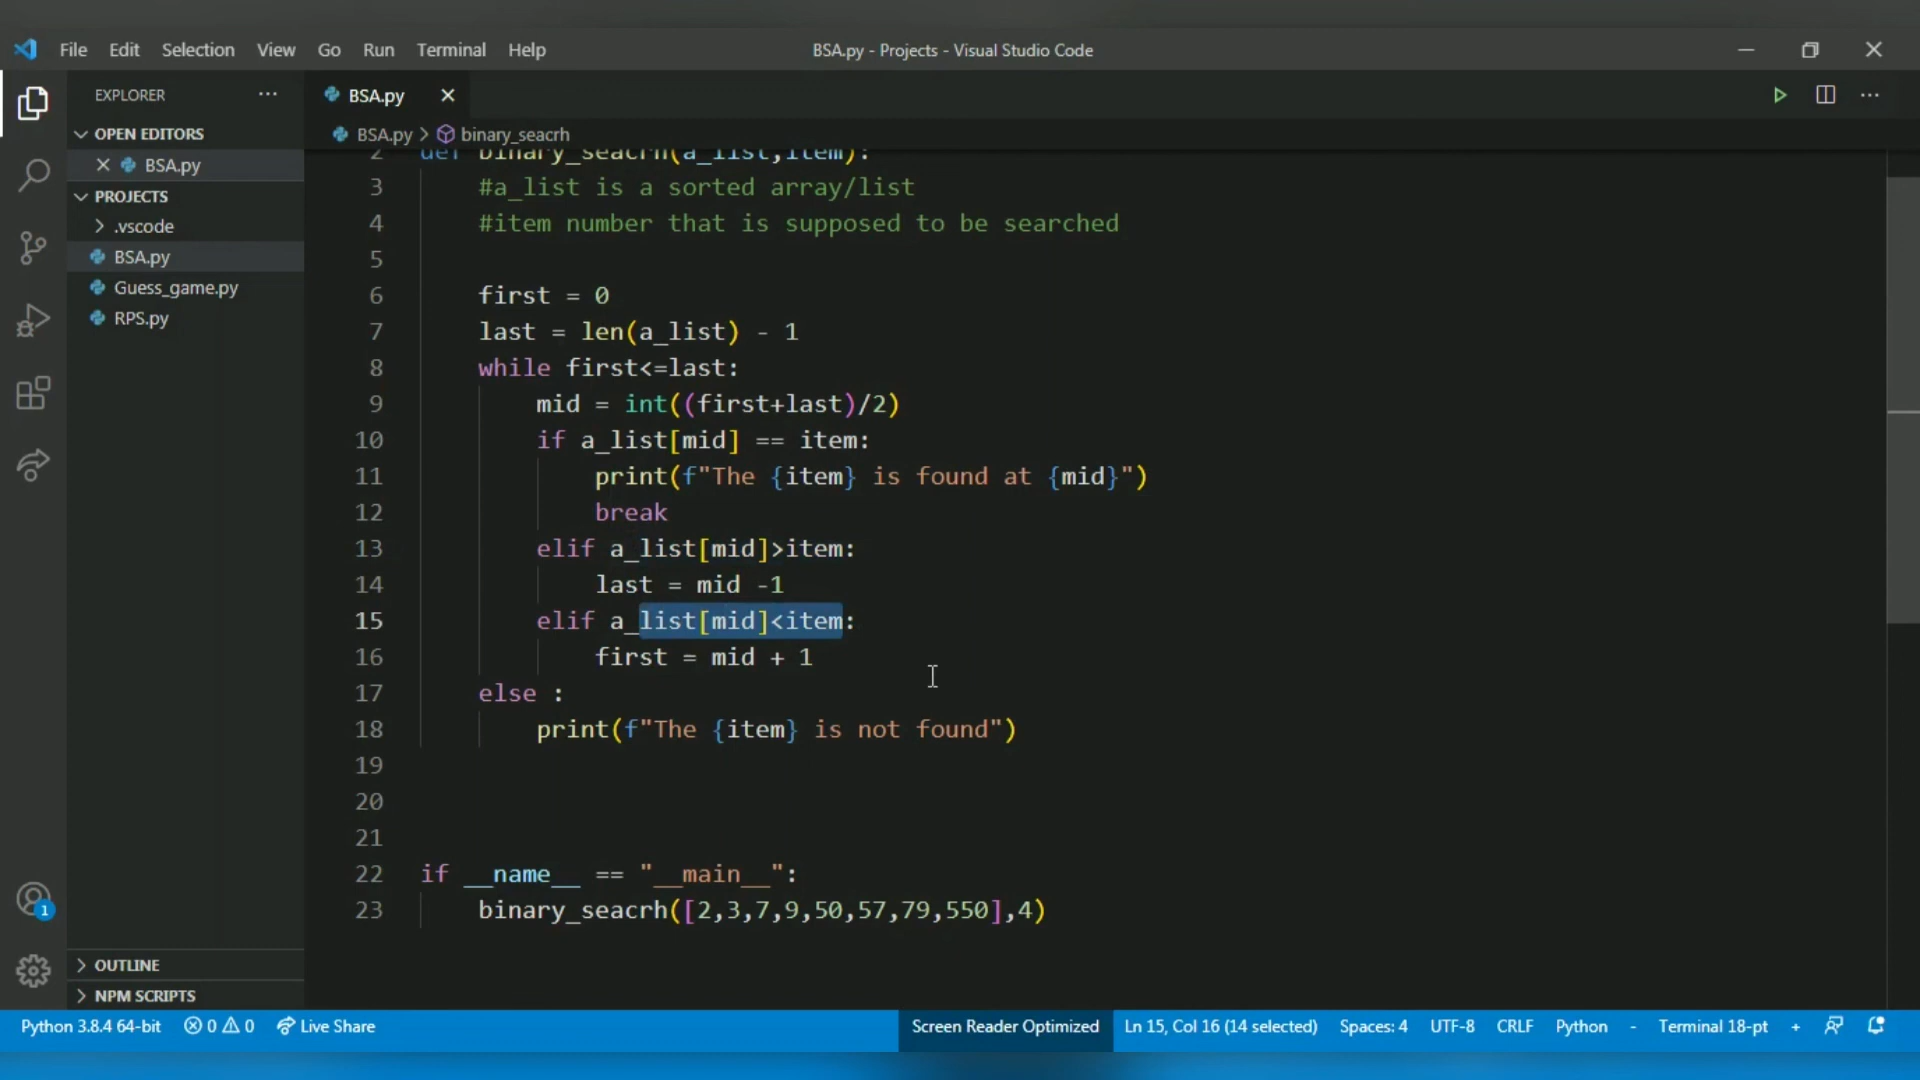 File Edit Selection View Go Run Terminal Help
BSA.py - Projects - Visual Studio Code
EXPLORER
OPEN EDITORS
BSA.py
PROJECTS
.vscode
BSA.py
Guess_game.py
RPS.py
OUTLINE
NPM SCRIPTS
1
BSA.py
BSA.py > binary_seacrh
2 def binary_seacrh(a_list,item):
3 #a_list is a sorted array/list
4 #item number that is supposed to be searched
5
6 first = 0
7 last = len(a_list) - 1
8 while first<=last:
9 mid = int((first+last)/2)
10 if a_list[mid] == item:
11 print(f"The {item} is found at {mid}")
12 break
13 elif a_list[mid]>item:
14 last = mid -1
15 elif a_list[mid]<item:
16 first = mid + 1
17 else :
18 print(f"The {item} is not found")
19
20
21
22 if __name__ == "__main__":
23 binary_seacrh([2,3,7,9,50,57,79,550],4)
Python 3.8.4 64-bit 0 0 Live Share Screen Reader Optimized Ln 15, Col 16 (14 selected) Spaces: 4 UTF-8 CRLF Python - Terminal 18-pt +